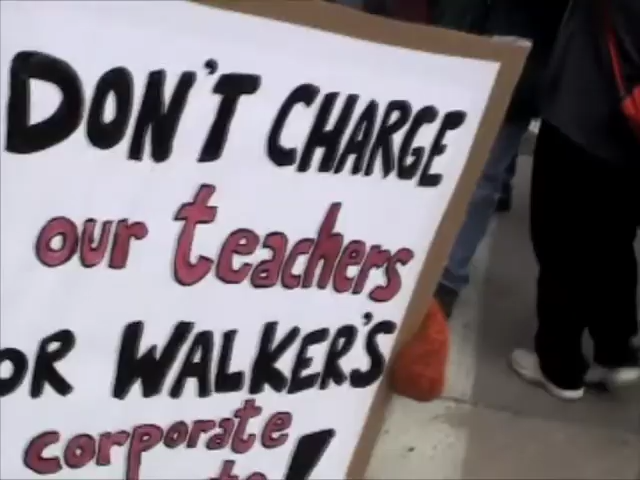 DON'T CHARGE
our teachers
OR WALKER'S
corporate
!